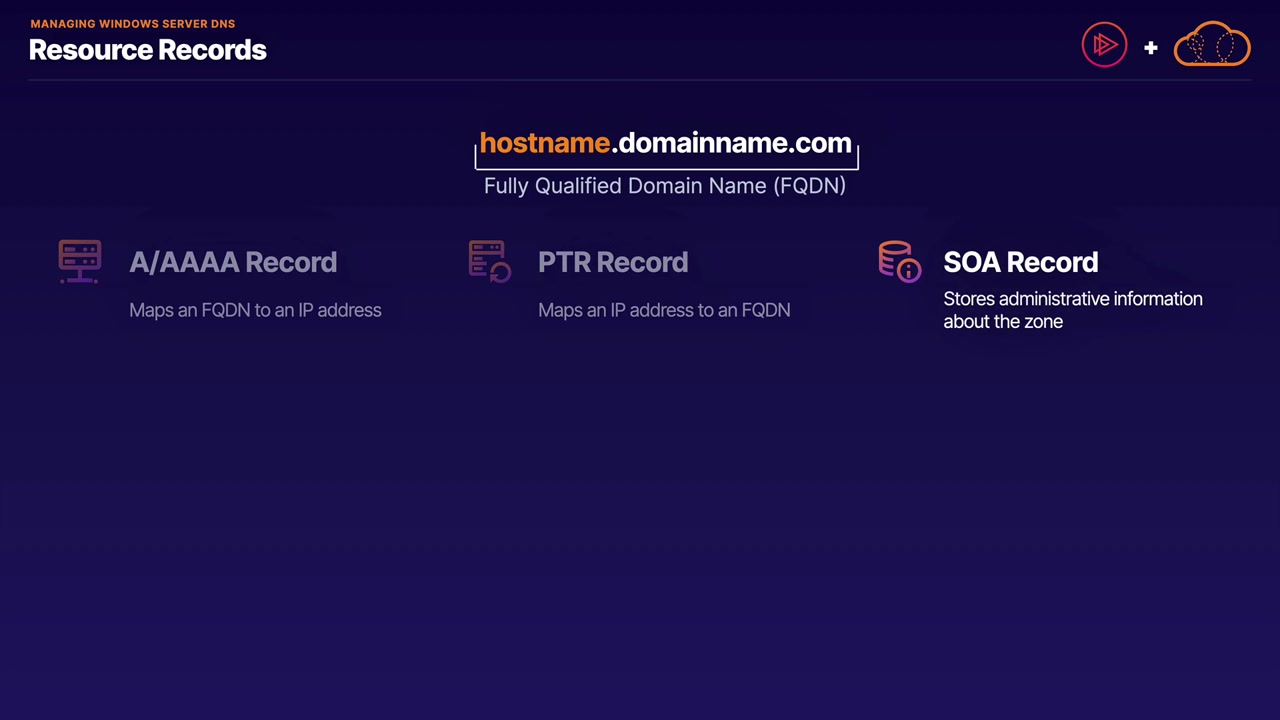 MANAGING WINDOWS SERVER DNS
Resource Records
+
hostname.domainname.com
Fully Qualified Domain Name (FQDN)
A/AAAA Record
Maps an FQDN to an IP address
PTR Record
Maps an IP address to an FQDN
SOA Record
Stores administrative information
about the zone